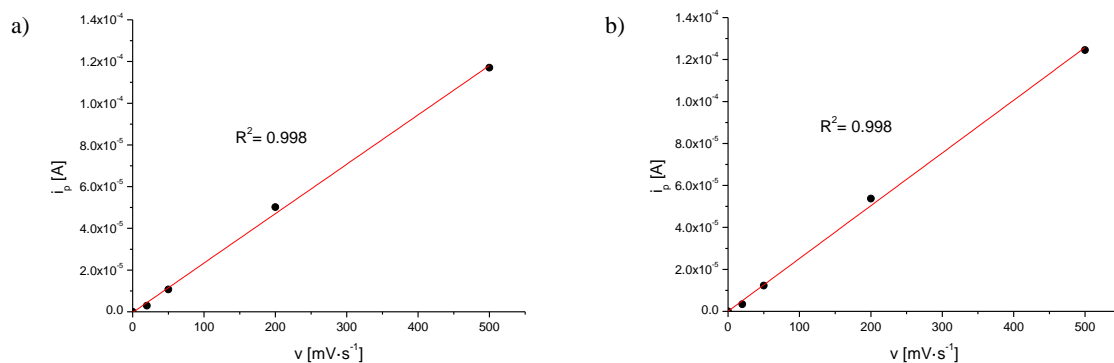 a)
1.4x10⁻⁴
1.2x10⁻⁴
1.0x10⁻⁴
8.0x10⁻⁵
6.0x10⁻⁵
4.0x10⁻⁵
2.0x10⁻⁵
0.0
i_p [A]
R²= 0.998
0 100 200 300 400 500
v [mV·s⁻¹]
b)
1.4x10⁻⁴
1.2x10⁻⁴
1.0x10⁻⁴
8.0x10⁻⁵
6.0x10⁻⁵
4.0x10⁻⁵
2.0x10⁻⁵
0.0
i_p [A]
R²= 0.998
0 100 200 300 400 500
v [mV·s⁻¹]